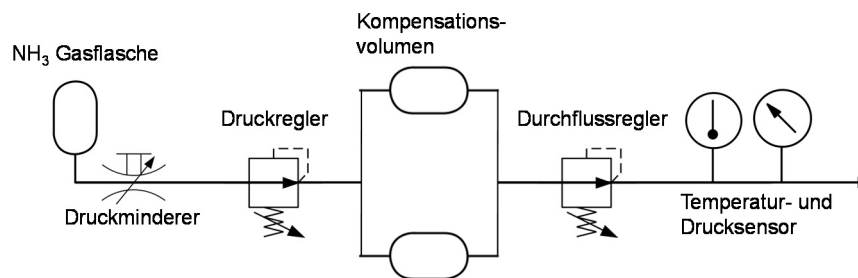 NH₃ Gasflasche
Druckminderer
Druckregler
Kompensations-
volumen
Durchflussregler
Temperatur- und
Drucksensor